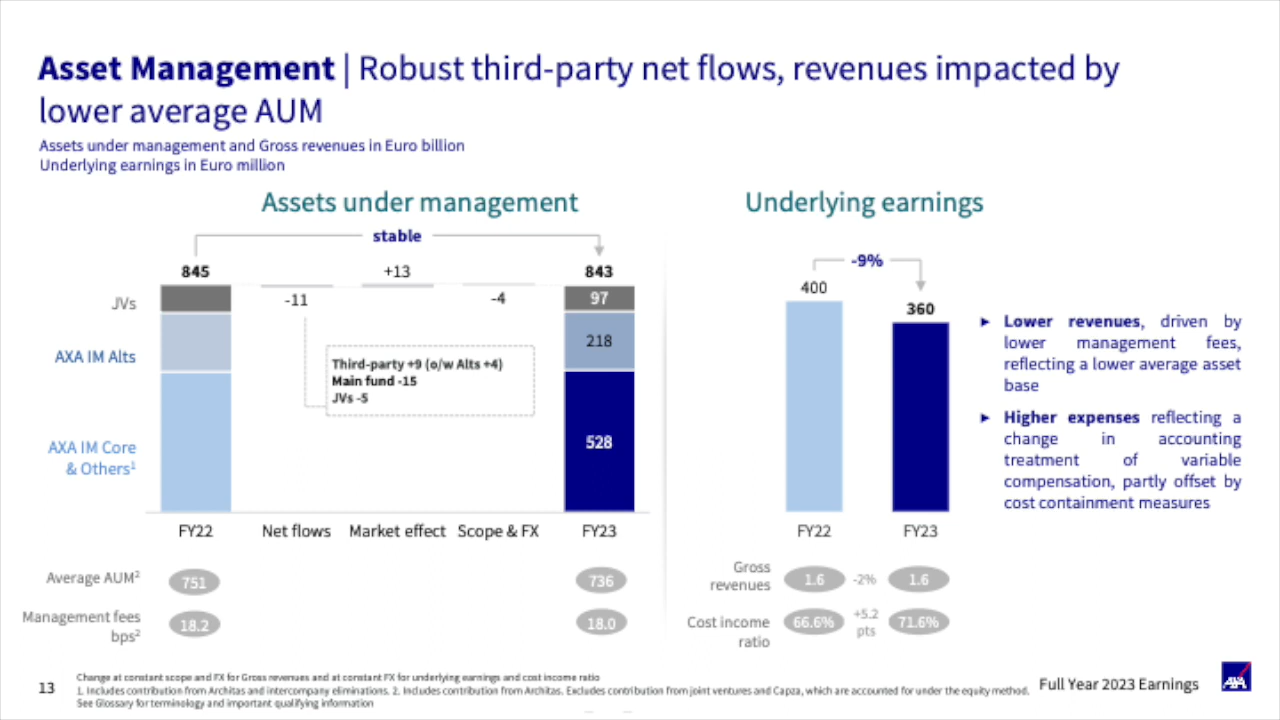 Asset Management | Robust third-party net flows, revenues impacted by
lower average AUM
Assets under management and Gross revenues in Euro billion
Underlying earnings in Euro million
Assets under management
stable
845
+13
843
JVs
-11
-4
97
AXA IM Alts
218
Third-party +9 (o/w Alts +4)
Main fund -15
JVs -5
AXA IM Core
& Others¹
528
FY22
Net flows
Market effect
Scope & FX
FY23
Average AUM²
751
736
Management fees
bps²
18.2
18.0
Underlying earnings
-9%
400
360
FY22
FY23
Gross
revenues
1.6
-2%
1.6
Cost income
ratio
66.6%
+5.2
pts
71.6%
► Lower revenues, driven by
lower management fees,
reflecting a lower average asset
base
► Higher expenses reflecting a
change in accounting
treatment of variable
compensation, partly offset by
cost containment measures
13
Change at constant scope and FX for Gross revenues and at constant FX for underlying earnings and cost income ratio
1. Includes contribution from Architas and intercompany eliminations. 2. Includes contribution from Architas. Excludes contribution from joint ventures and Capza, which are accounted for under the equity method.
See Glossary for terminology and important qualifying information
Full Year 2023 Earnings
AXA